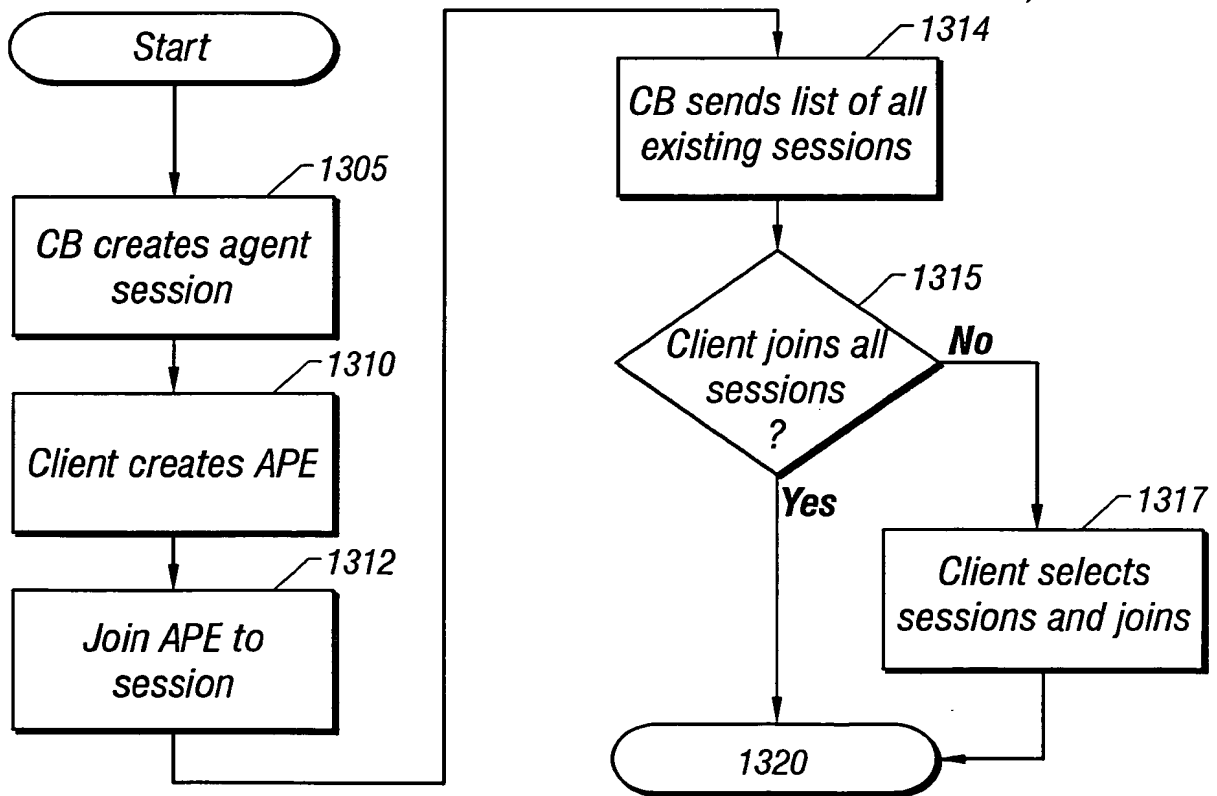 Start
1305
CB creates agent
session
1310
Client creates APE
1312
Join APE to
session
1314
CB sends list of all
existing sessions
1315
Client joins all
sessions
?
No
Yes
1317
Client selects
sessions and joins
1320